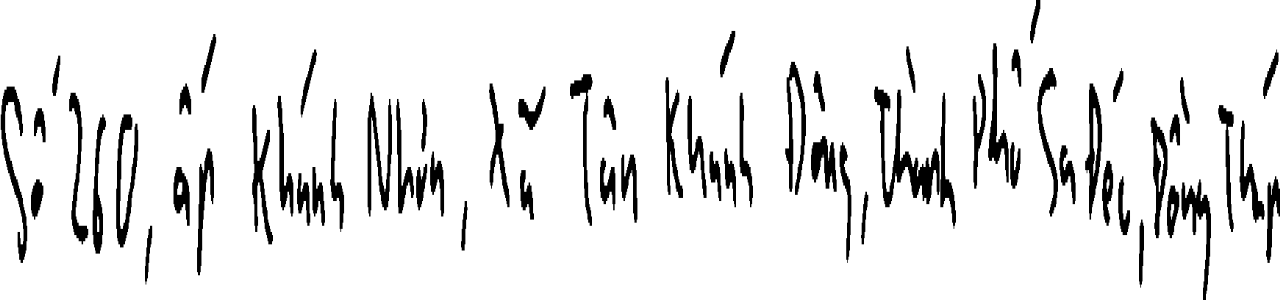 Số 260, ấp Khánh Nhơn, Xã Tân Khánh Đông, Thành Phố Sa Đéc, Đồng Tháp